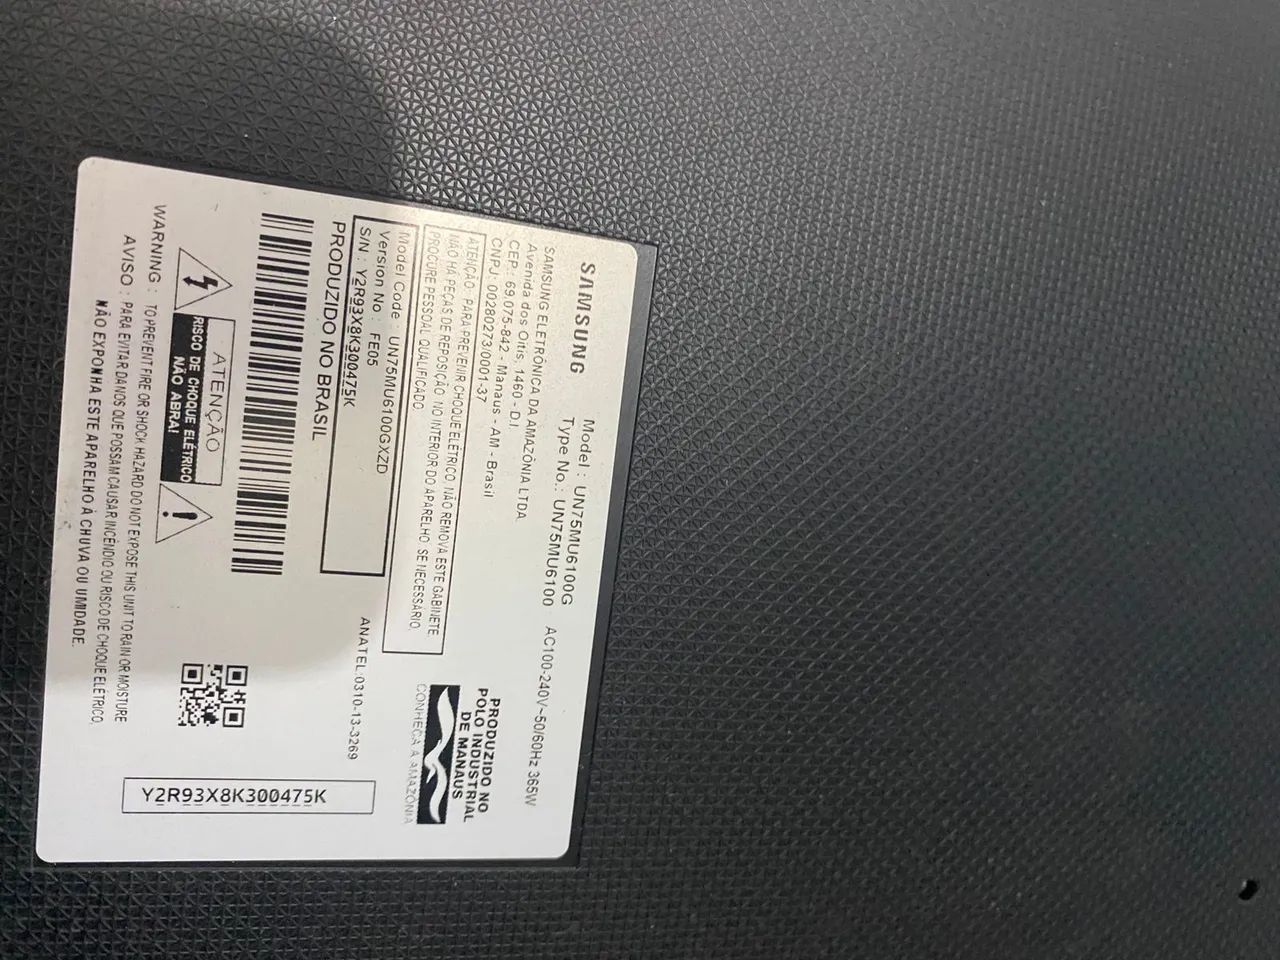 SAMSUNG
Model : UN75MU6100G
Type No.: UN75MU6100
AC100-240V~50/60Hz 365W
SAMSUNG ELETRÔNICA DA AMAZÔNIA LTDA.
Avenida dos Oitis, 1460 - D.I.
CEP : 69.075-842 - Manaus - AM - Brasil
CNPJ: 00280273/0001-37
PRODUZIDO NO
PÓLO INDUSTRIAL
DE MANAUS
CONHEÇA A AMAZÔNIA
ATENÇÃO : PARA PREVENIR CHOQUE ELÉTRICO, NÃO REMOVA ESTE GABINETE.
NÃO HÁ PEÇAS DE REPOSIÇÃO NO INTERIOR DO APARELHO. SE NECESSÁRIO,
PROCURE PESSOAL QUALIFICADO.
Model Code : UN75MU6100GXZD
Version No : FE05
S/N : Y2R93X8K300475K
ANATEL:0310-13-3269
PRODUZIDO NO BRASIL
ATENÇÃO
RISCO DE CHOQUE ELÉTRICO
NÃO ABRA!
WARNING : TO PREVENT FIRE OR SHOCK HAZARD DO NOT EXPOSE THIS UNIT TO RAIN OR MOISTURE
AVISO : PARA EVITAR DANOS QUE POSSAM CAUSAR INCÊNDIO OU RISCO DE CHOQUE ELÉTRICO,
NÃO EXPONHA ESTE APARELHO À CHUVA OU UMIDADE.
Y2R93X8K300475K